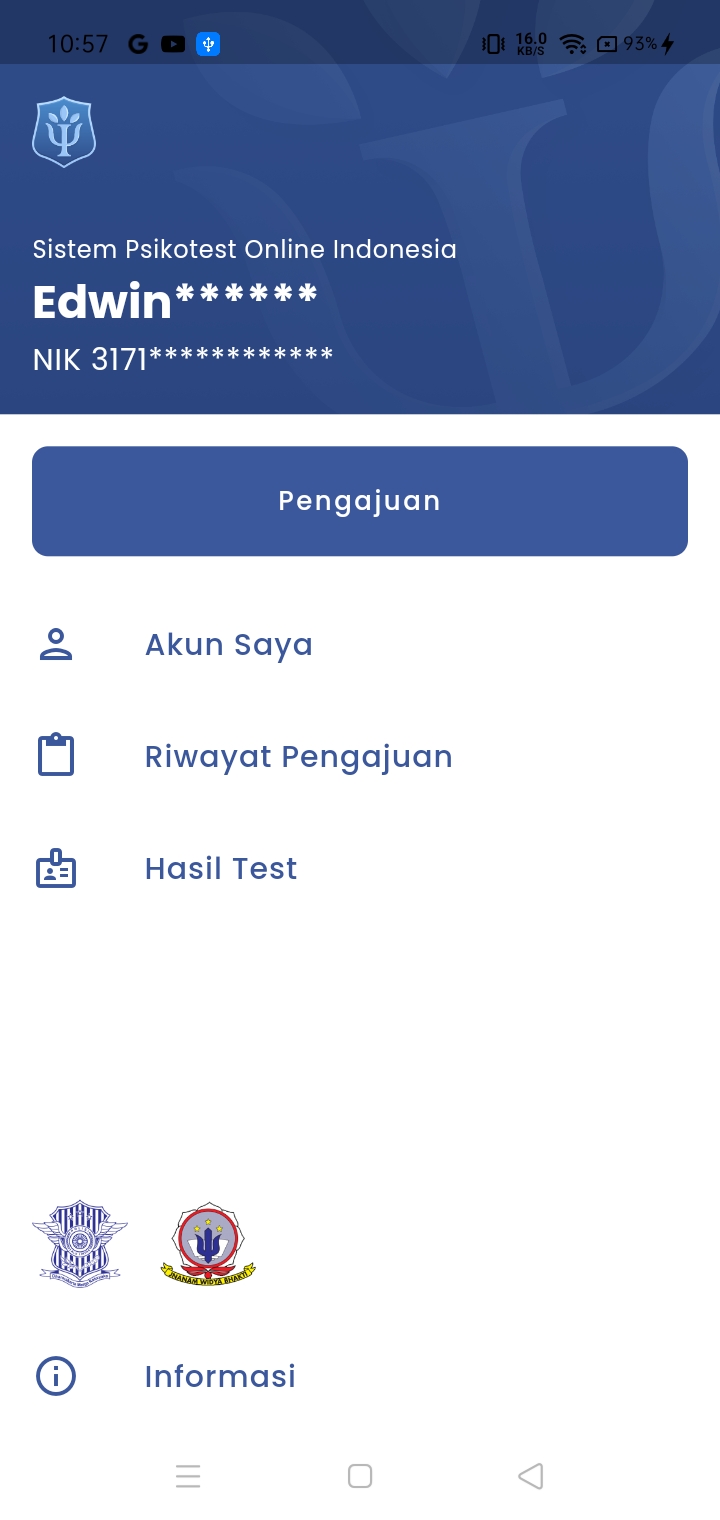 10:57
16.0
KB/S
93%
Sistem Psikotest Online Indonesia
Edwin******
NIK 3171************
Pengajuan
Akun Saya
Riwayat Pengajuan
Hasil Test
JNANAM WIDYA BHAKTI
Informasi